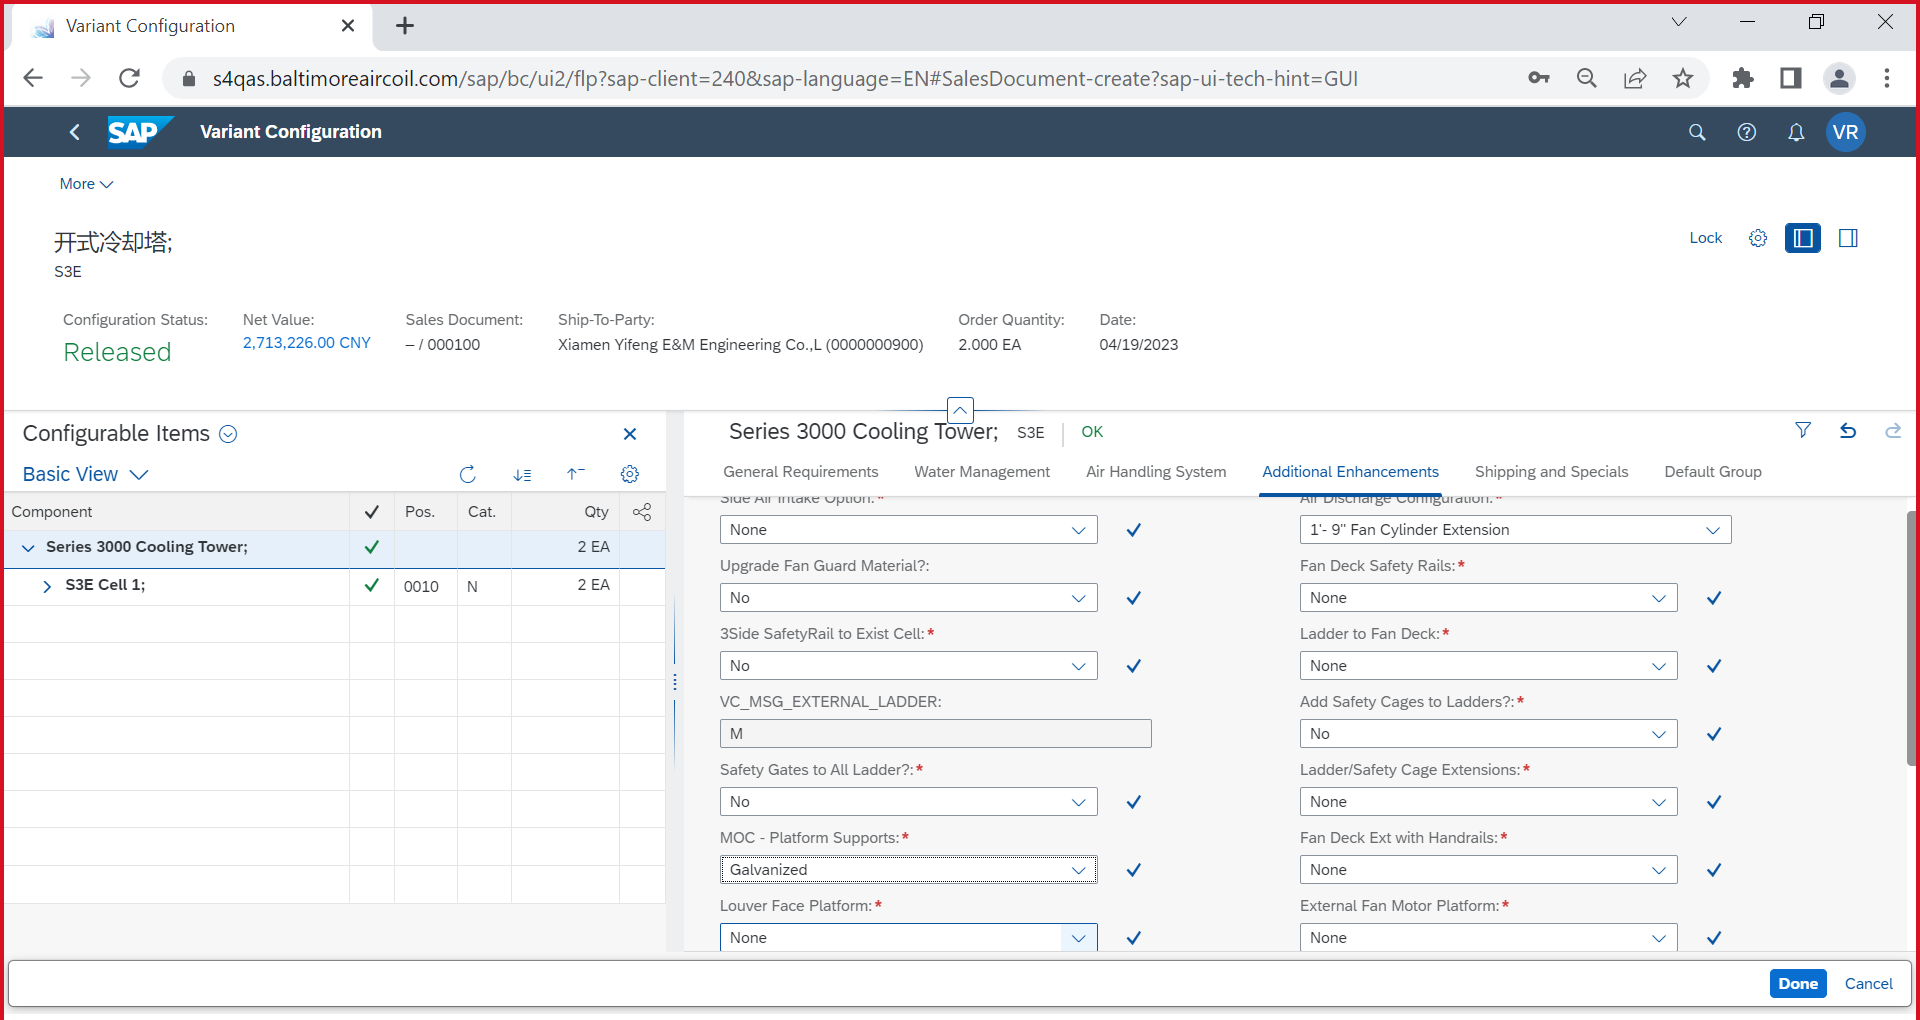 Variant Configuration
s4qas.baltimoreaircoil.com/sap/bc/ui2/flp?sap-client=240&sap-language=EN#SalesDocument-create?sap-ui-tech-hint=GUI
SAP Variant Configuration VR
More
开式冷却塔;
S3E
Lock
Configuration Status: Net Value: Sales Document: Ship-To-Party: Order Quantity: Date:
Released 2,713,226.00 CNY – / 000100 Xiamen Yifeng E&M Engineering Co.,L (0000000900) 2.000 EA 04/19/2023
Configurable Items
Basic View
Component Pos. Cat. Qty
Series 3000 Cooling Tower; 2 EA
S3E Cell 1; 0010 N 2 EA
Series 3000 Cooling Tower; S3E OK
General Requirements Water Management Air Handling System Additional Enhancements Shipping and Specials Default Group
Side Air Intake Option:* Air Discharge Configuration:*
None 1'- 9" Fan Cylinder Extension
Upgrade Fan Guard Material?: Fan Deck Safety Rails:*
No None
3Side SafetyRail to Exist Cell:* Ladder to Fan Deck:*
No None
VC_MSG_EXTERNAL_LADDER: Add Safety Cages to Ladders?:*
M No
Safety Gates to All Ladder?:* Ladder/Safety Cage Extensions:*
No None
MOC - Platform Supports:* Fan Deck Ext with Handrails:*
Galvanized None
Louver Face Platform:* External Fan Motor Platform:*
None None
Done Cancel